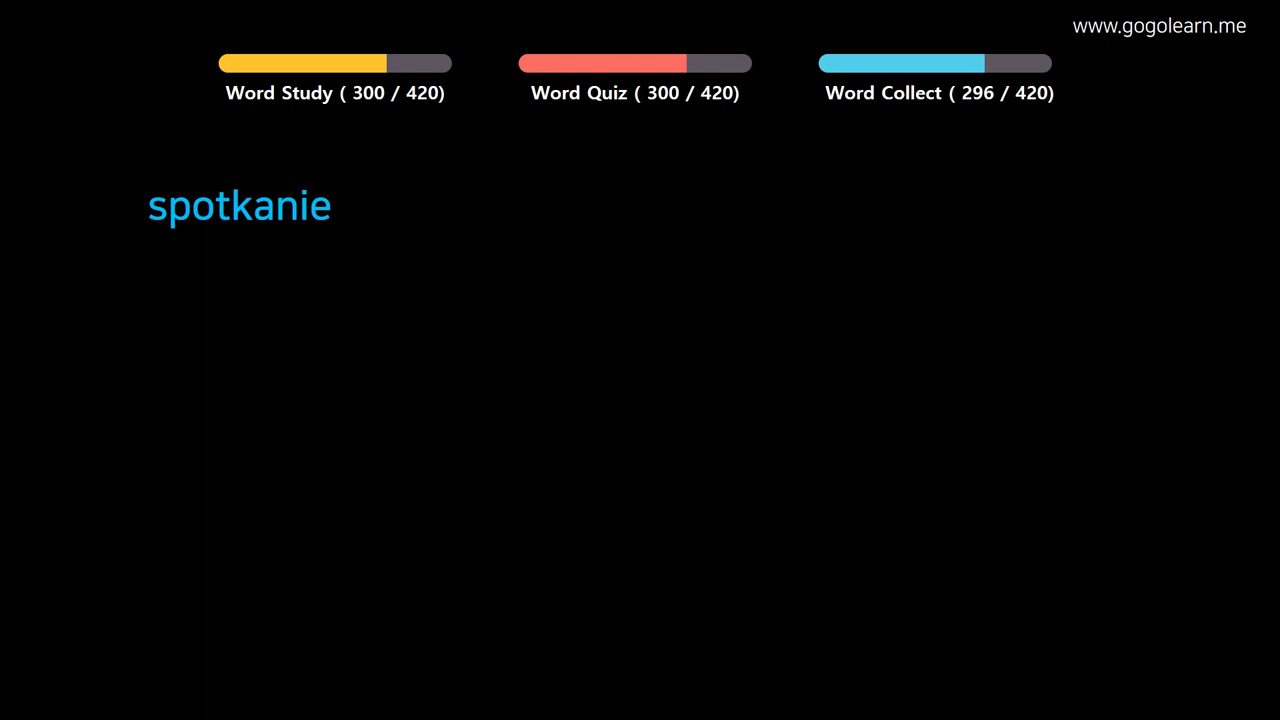 www.gogolearn.me
Word Study ( 300 / 420)
Word Quiz ( 300 / 420)
Word Collect ( 296 / 420)
spotkanie